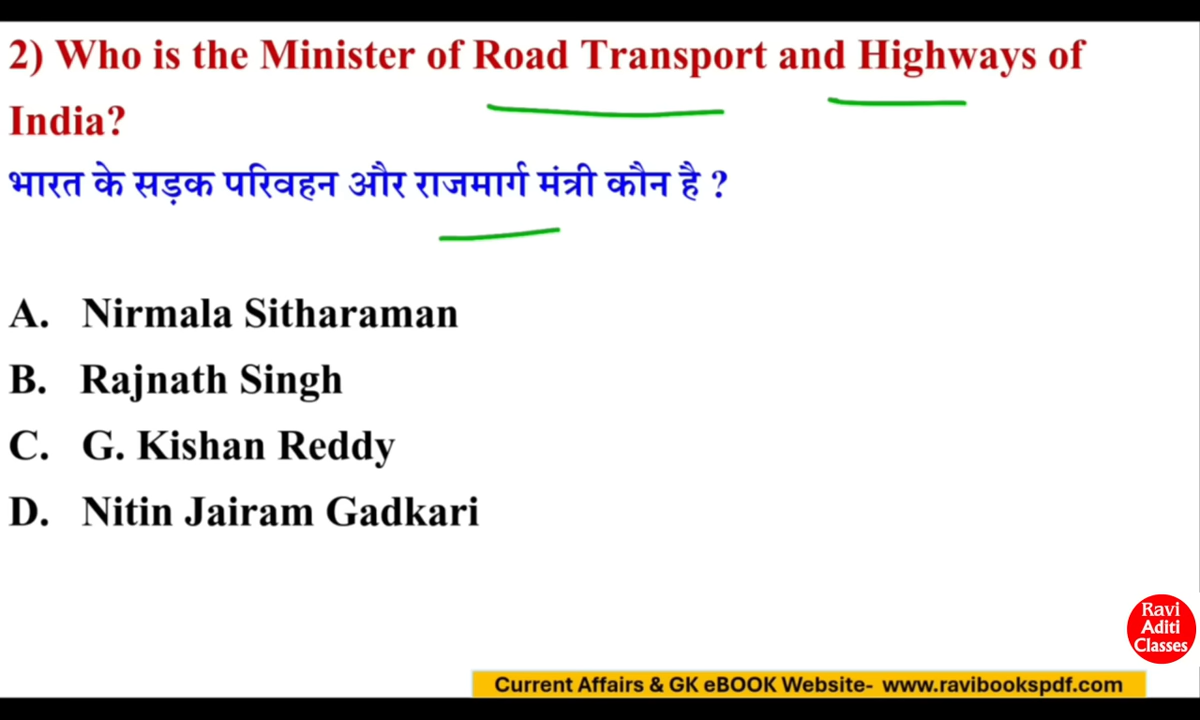 2) Who is the Minister of Road Transport and Highways of
India?
भारत के सड़क परिवहन और राजमार्ग मंत्री कौन है ?
A. Nirmala Sitharaman
B. Rajnath Singh
C. G. Kishan Reddy
D. Nitin Jairam Gadkari
Ravi
Aditi
Classes
Current Affairs & GK eBOOK Website- www.ravibookspdf.com